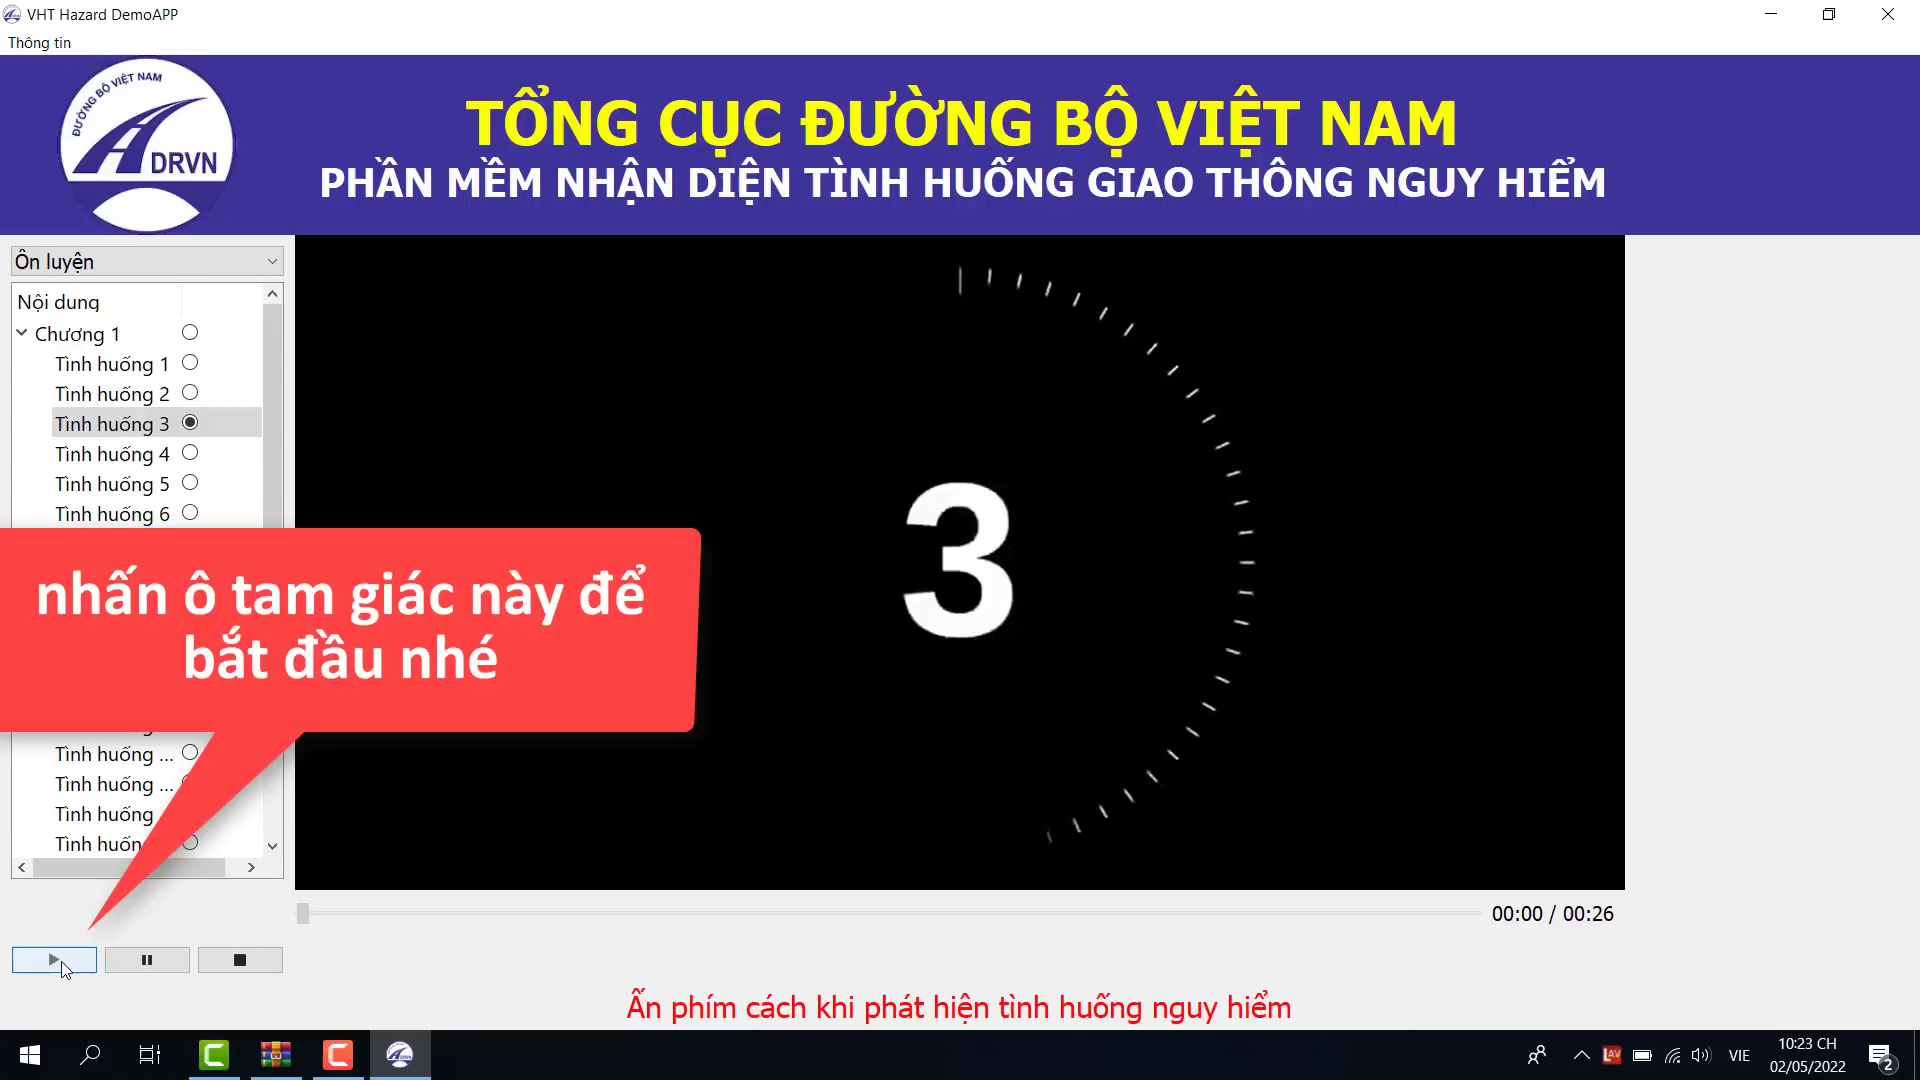 VHT Hazard DemoAPP
Thông tin
ĐƯỜNG BỘ VIỆT NAM
DRVN
TỔNG CỤC ĐƯỜNG BỘ VIỆT NAM
PHẦN MỀM NHẬN DIỆN TÌNH HUỐNG GIAO THÔNG NGUY HIỂM
Ôn luyện
Nội dung
Chương 1
Tình huống 1
Tình huống 2
Tình huống 3
Tình huống 4
Tình huống 5
Tình huống 6
3
nhấn ô tam giác này để
bắt đầu nhé
Tình huống ...
Tình huống ...
Tình huống
00:00 / 00:26
Ấn phím cách khi phát hiện tình huống nguy hiểm
VIE
10:23 CH
02/05/2022
2